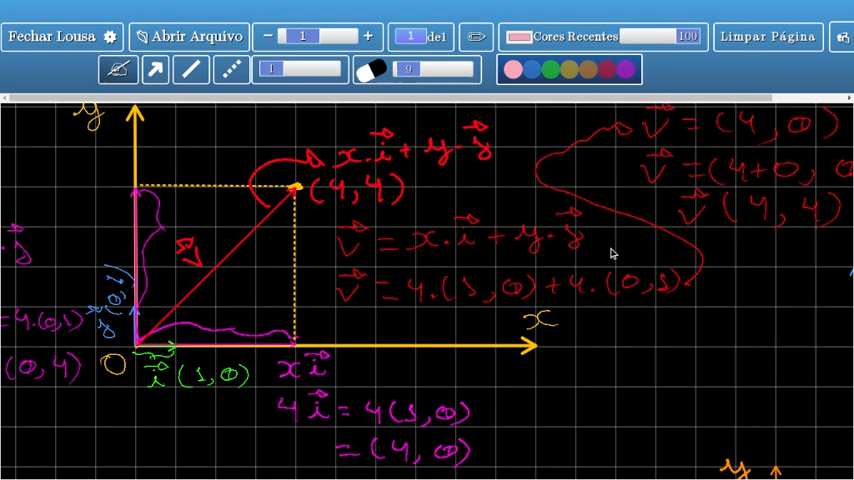 Fechar Lousa Abrir Arquivo − 1 + 1 de1 Cores Recentes 100 Limpar Página
1 9
y
x.i + y.j
(4,4)
v = (4,0)
v = (4+0, 0
v (4,4)
v
v = x.i + y.j
v = 4.(1,0)+4.(0,1)
. j
j (0,1)
=4.(0,1)
(0,4)
O
i (1,0)
x i
x
4 i = 4(1,0)
= (4,0)
y